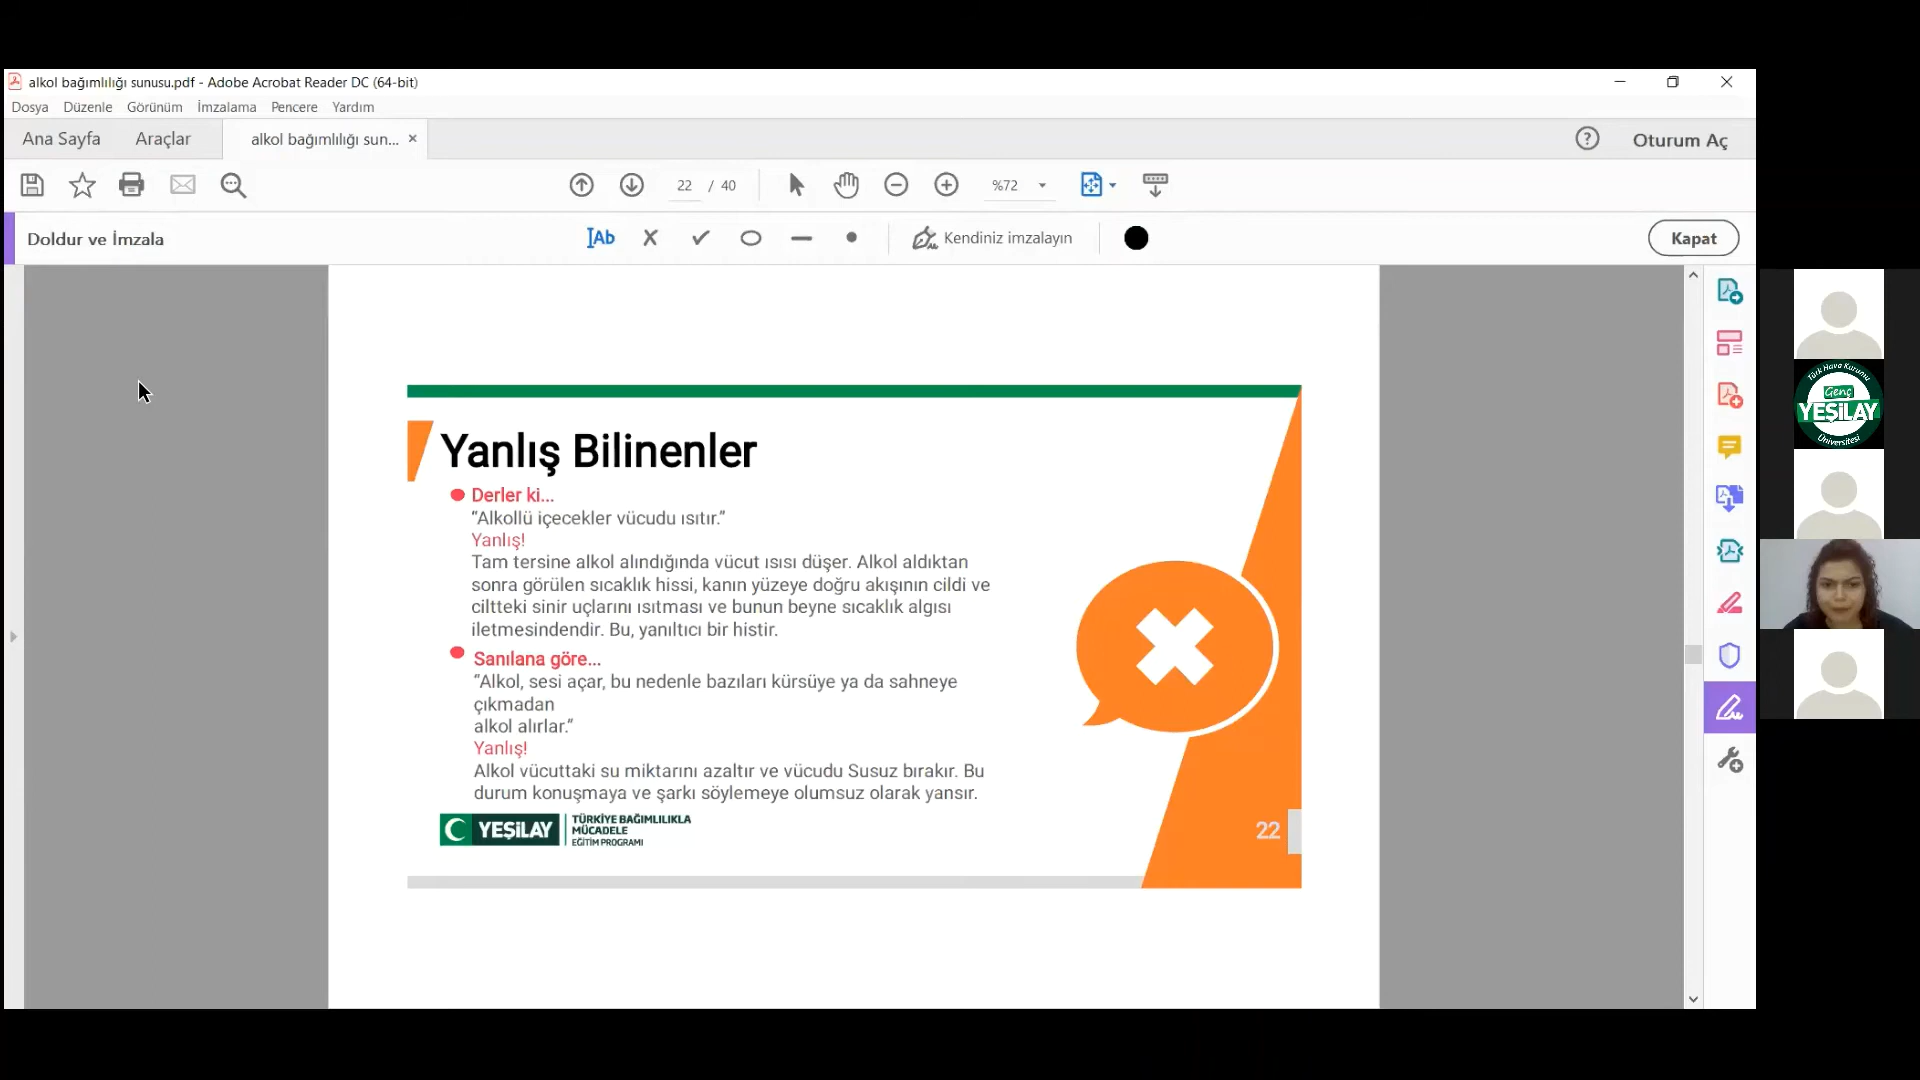 alkol bağımlılığı sunusu.pdf - Adobe Acrobat Reader DC (64-bit)
Dosya Düzenle Görünüm İmzalama Pencere Yardım
Ana Sayfa Araçlar alkol bağımlılığı sun... Oturum Aç
22 / 40 %72
Doldur ve İmzala Kendiniz imzalayın Kapat
Yanlış Bilinenler
Derler ki...
“Alkollü içecekler vücudu ısıtır.”
Yanlış!
Tam tersine alkol alındığında vücut ısısı düşer. Alkol aldıktan
sonra görülen sıcaklık hissi, kanın yüzeye doğru akışının cildi ve
ciltteki sinir uçlarını ısıtması ve bunun beyne sıcaklık algısı
iletmesindendir. Bu, yanıltıcı bir histir.
Sanılana göre...
“Alkol, sesi açar, bu nedenle bazıları kürsüye ya da sahneye
çıkmadan
alkol alırlar.”
Yanlış!
Alkol vücuttaki su miktarını azaltır ve vücudu Susuz bırakır. Bu
durum konuşmaya ve şarkı söylemeye olumsuz olarak yansır.
YEŞİLAY
TÜRKİYE BAĞIMLILIKLA
MÜCADELE
EĞİTİM PROGRAMI
22
Türk Hava Kurumu
Genç
YEŞİLAY
Üniversitesi